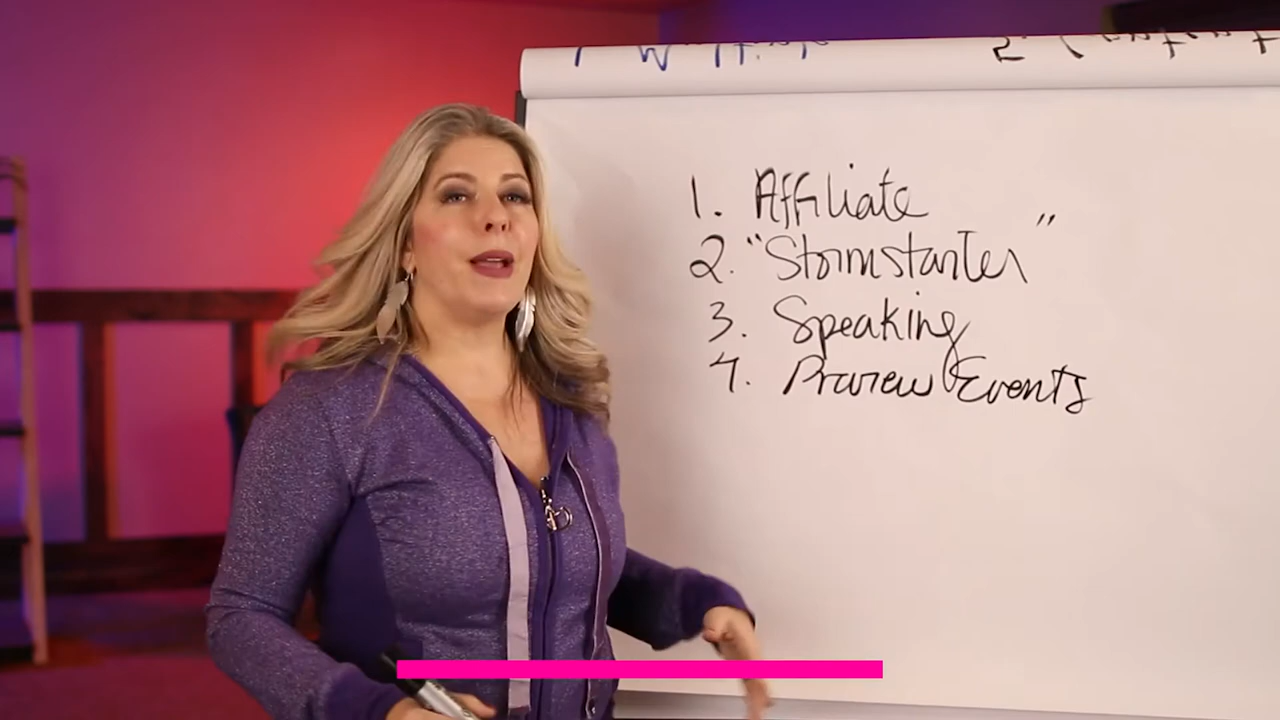 1. Affiliate
2. "Stormstarter"
3. Speaking
4. Preview Events